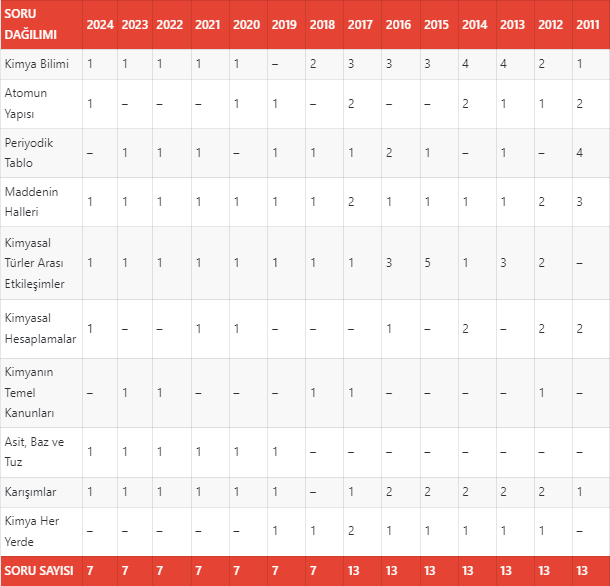 SORU DAĞILIMI 2024 2023 2022 2021 2020 2019 2018 2017 2016 2015 2014 2013 2012 2011
Kimya Bilimi 1 1 1 1 1 – 2 3 3 3 4 4 2 1
Atomun Yapısı 1 – – – 1 1 – 2 – – 2 1 1 2
Periyodik Tablo – 1 1 1 – 1 1 1 2 1 – 1 – 4
Maddenin Halleri 1 1 1 1 1 1 1 2 1 1 1 1 2 3
Kimyasal Türler Arası Etkileşimler 1 1 1 1 1 1 1 1 3 5 1 3 2 –
Kimyasal Hesaplamalar 1 – – 1 1 – – – 1 – 2 – 2 2
Kimyanın Temel Kanunları – 1 1 – – – 1 1 – – – – 1 –
Asit, Baz ve Tuz 1 1 1 1 1 1 – – – – – – – –
Karışımlar 1 1 1 1 1 1 – 1 2 2 2 2 2 1
Kimya Her Yerde – – – – – 1 1 2 1 1 1 1 1 –
SORU SAYISI 7 7 7 7 7 7 7 13 13 13 13 13 13 13